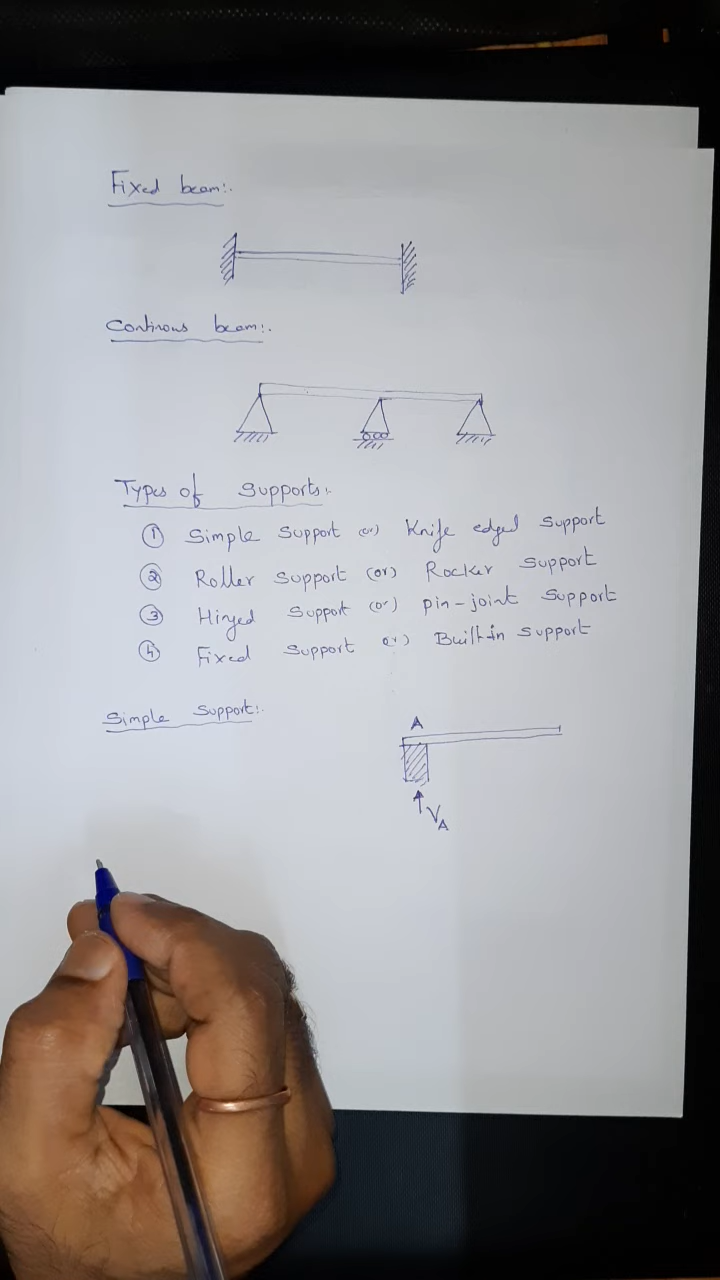 Fixed beam:.
Continous beam:.
Types of Supports:.
① Simple Support (or) Knife edged Support
② Roller Support (or) Rocker Support
③ Hinged Support (or) pin-joint Support
④ Fixed Support (or) Built-in Support
Simple Support:.
A
VA